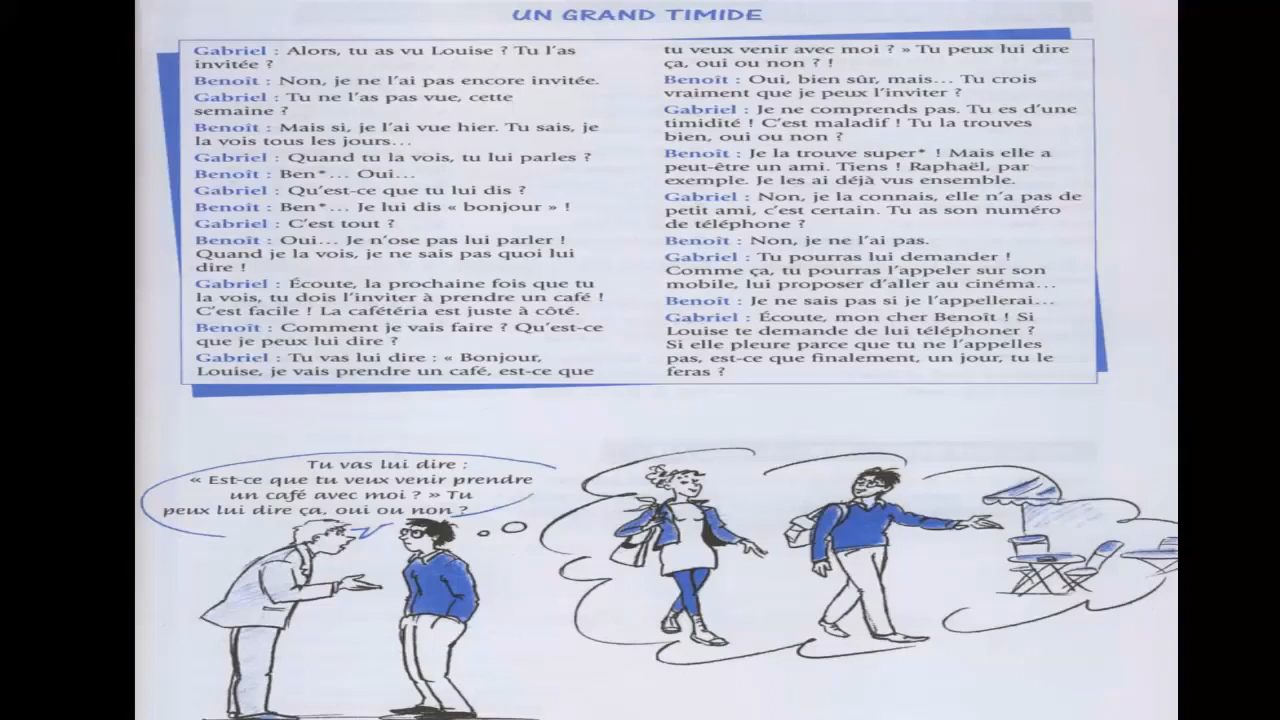 UN GRAND TIMIDE
Gabriel : Alors, tu as vu Louise ? Tu l'as
invitée ?
Benoît : Non, je ne l'ai pas encore invitée.
Gabriel : Tu ne l'as pas vue, cette
semaine ?
Benoît : Mais si, je l'ai vue hier. Tu sais, je
la vois tous les jours…
Gabriel : Quand tu la vois, tu lui parles ?
Benoît : Ben*… Oui…
Gabriel : Qu'est-ce que tu lui dis ?
Benoît : Ben*… Je lui dis « bonjour » !
Gabriel : C'est tout ?
Benoît : Oui… Je n'ose pas lui parler !
Quand je la vois, je ne sais pas quoi lui
dire !
Gabriel : Écoute, la prochaine fois que tu
la vois, tu dois l'inviter à prendre un café !
C'est facile ! La cafétéria est juste à côté.
Benoît : Comment je vais faire ? Qu'est-ce
que je peux lui dire ?
Gabriel : Tu vas lui dire : « Bonjour,
Louise, je vais prendre un café, est-ce que
tu veux venir avec moi ? » Tu peux lui dire
ça, oui ou non ? !
Benoît : Oui, bien sûr, mais… Tu crois
vraiment que je peux l'inviter ?
Gabriel : Je ne comprends pas. Tu es d'une
timidité ! C'est maladif ! Tu la trouves
bien, oui ou non ?
Benoît : Je la trouve super* ! Mais elle a
peut-être un ami. Tiens ! Raphaël, par
exemple. Je les ai déjà vus ensemble.
Gabriel : Non, je la connais, elle n'a pas de
petit ami, c'est certain. Tu as son numéro
de téléphone ?
Benoît : Non, je ne l'ai pas.
Gabriel : Tu pourras lui demander !
Comme ça, tu pourras l'appeler sur son
mobile, lui proposer d'aller au cinéma…
Benoît : Je ne sais pas si je l'appellerai…
Gabriel : Écoute, mon cher Benoît ! Si
Louise te demande de lui téléphoner ?
Si elle pleure parce que tu ne l'appelles
pas, est-ce que finalement, un jour, tu le
feras ?
Tu vas lui dire :
« Est-ce que tu veux venir prendre
un café avec moi ? » Tu
peux lui dire ça, oui ou non ?